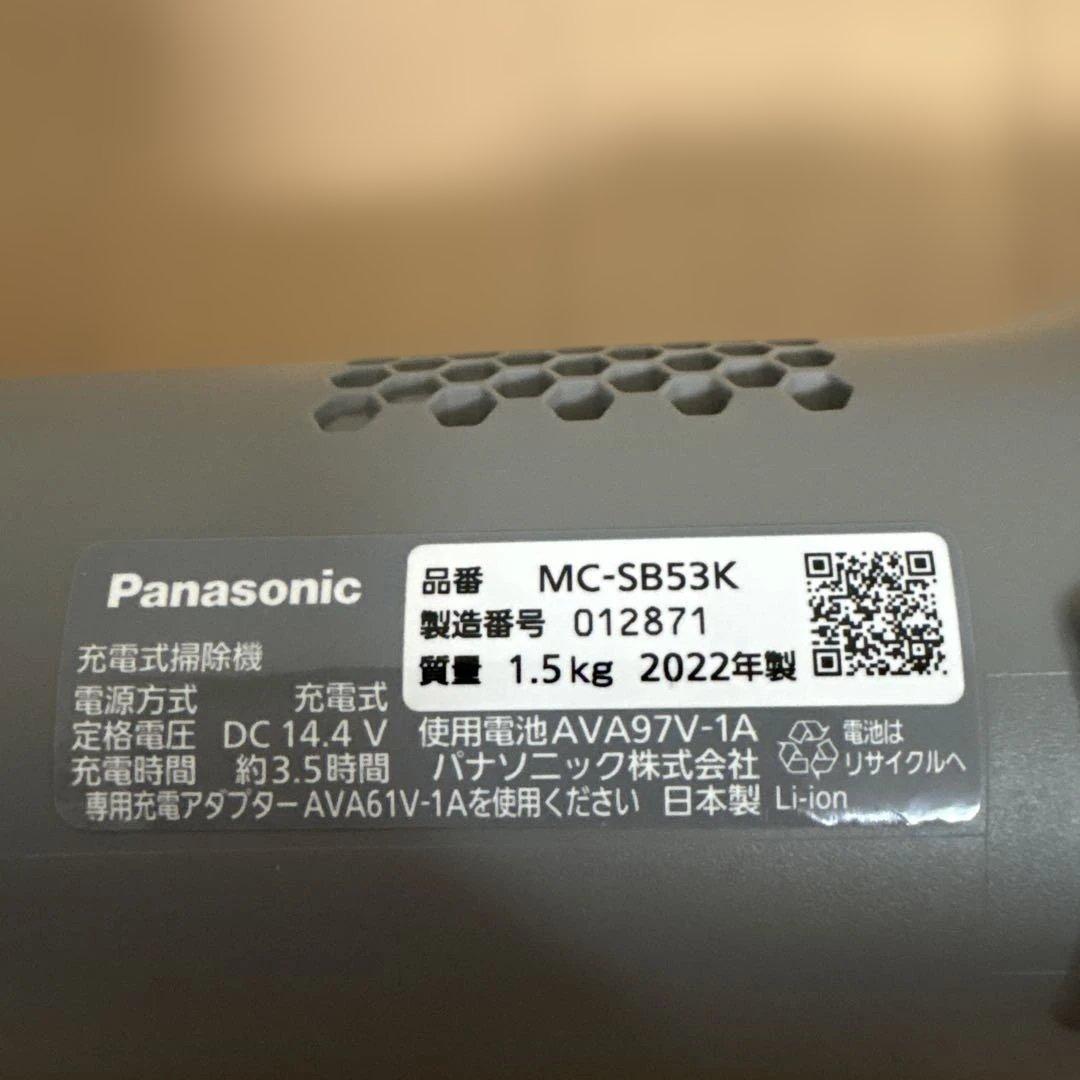 Panasonic
品番 MC-SB53K
製造番号 012871
質量 1.5kg 2022年製
充電式掃除機
電源方式 充電式
定格電圧 DC 14.4 V 使用電池AVA97V-1A
充電時間 約3.5時間 パナソニック株式会社
専用充電アダプターAVA61V-1Aを使用ください 日本製 Li-ion
電池は
リサイクルへ